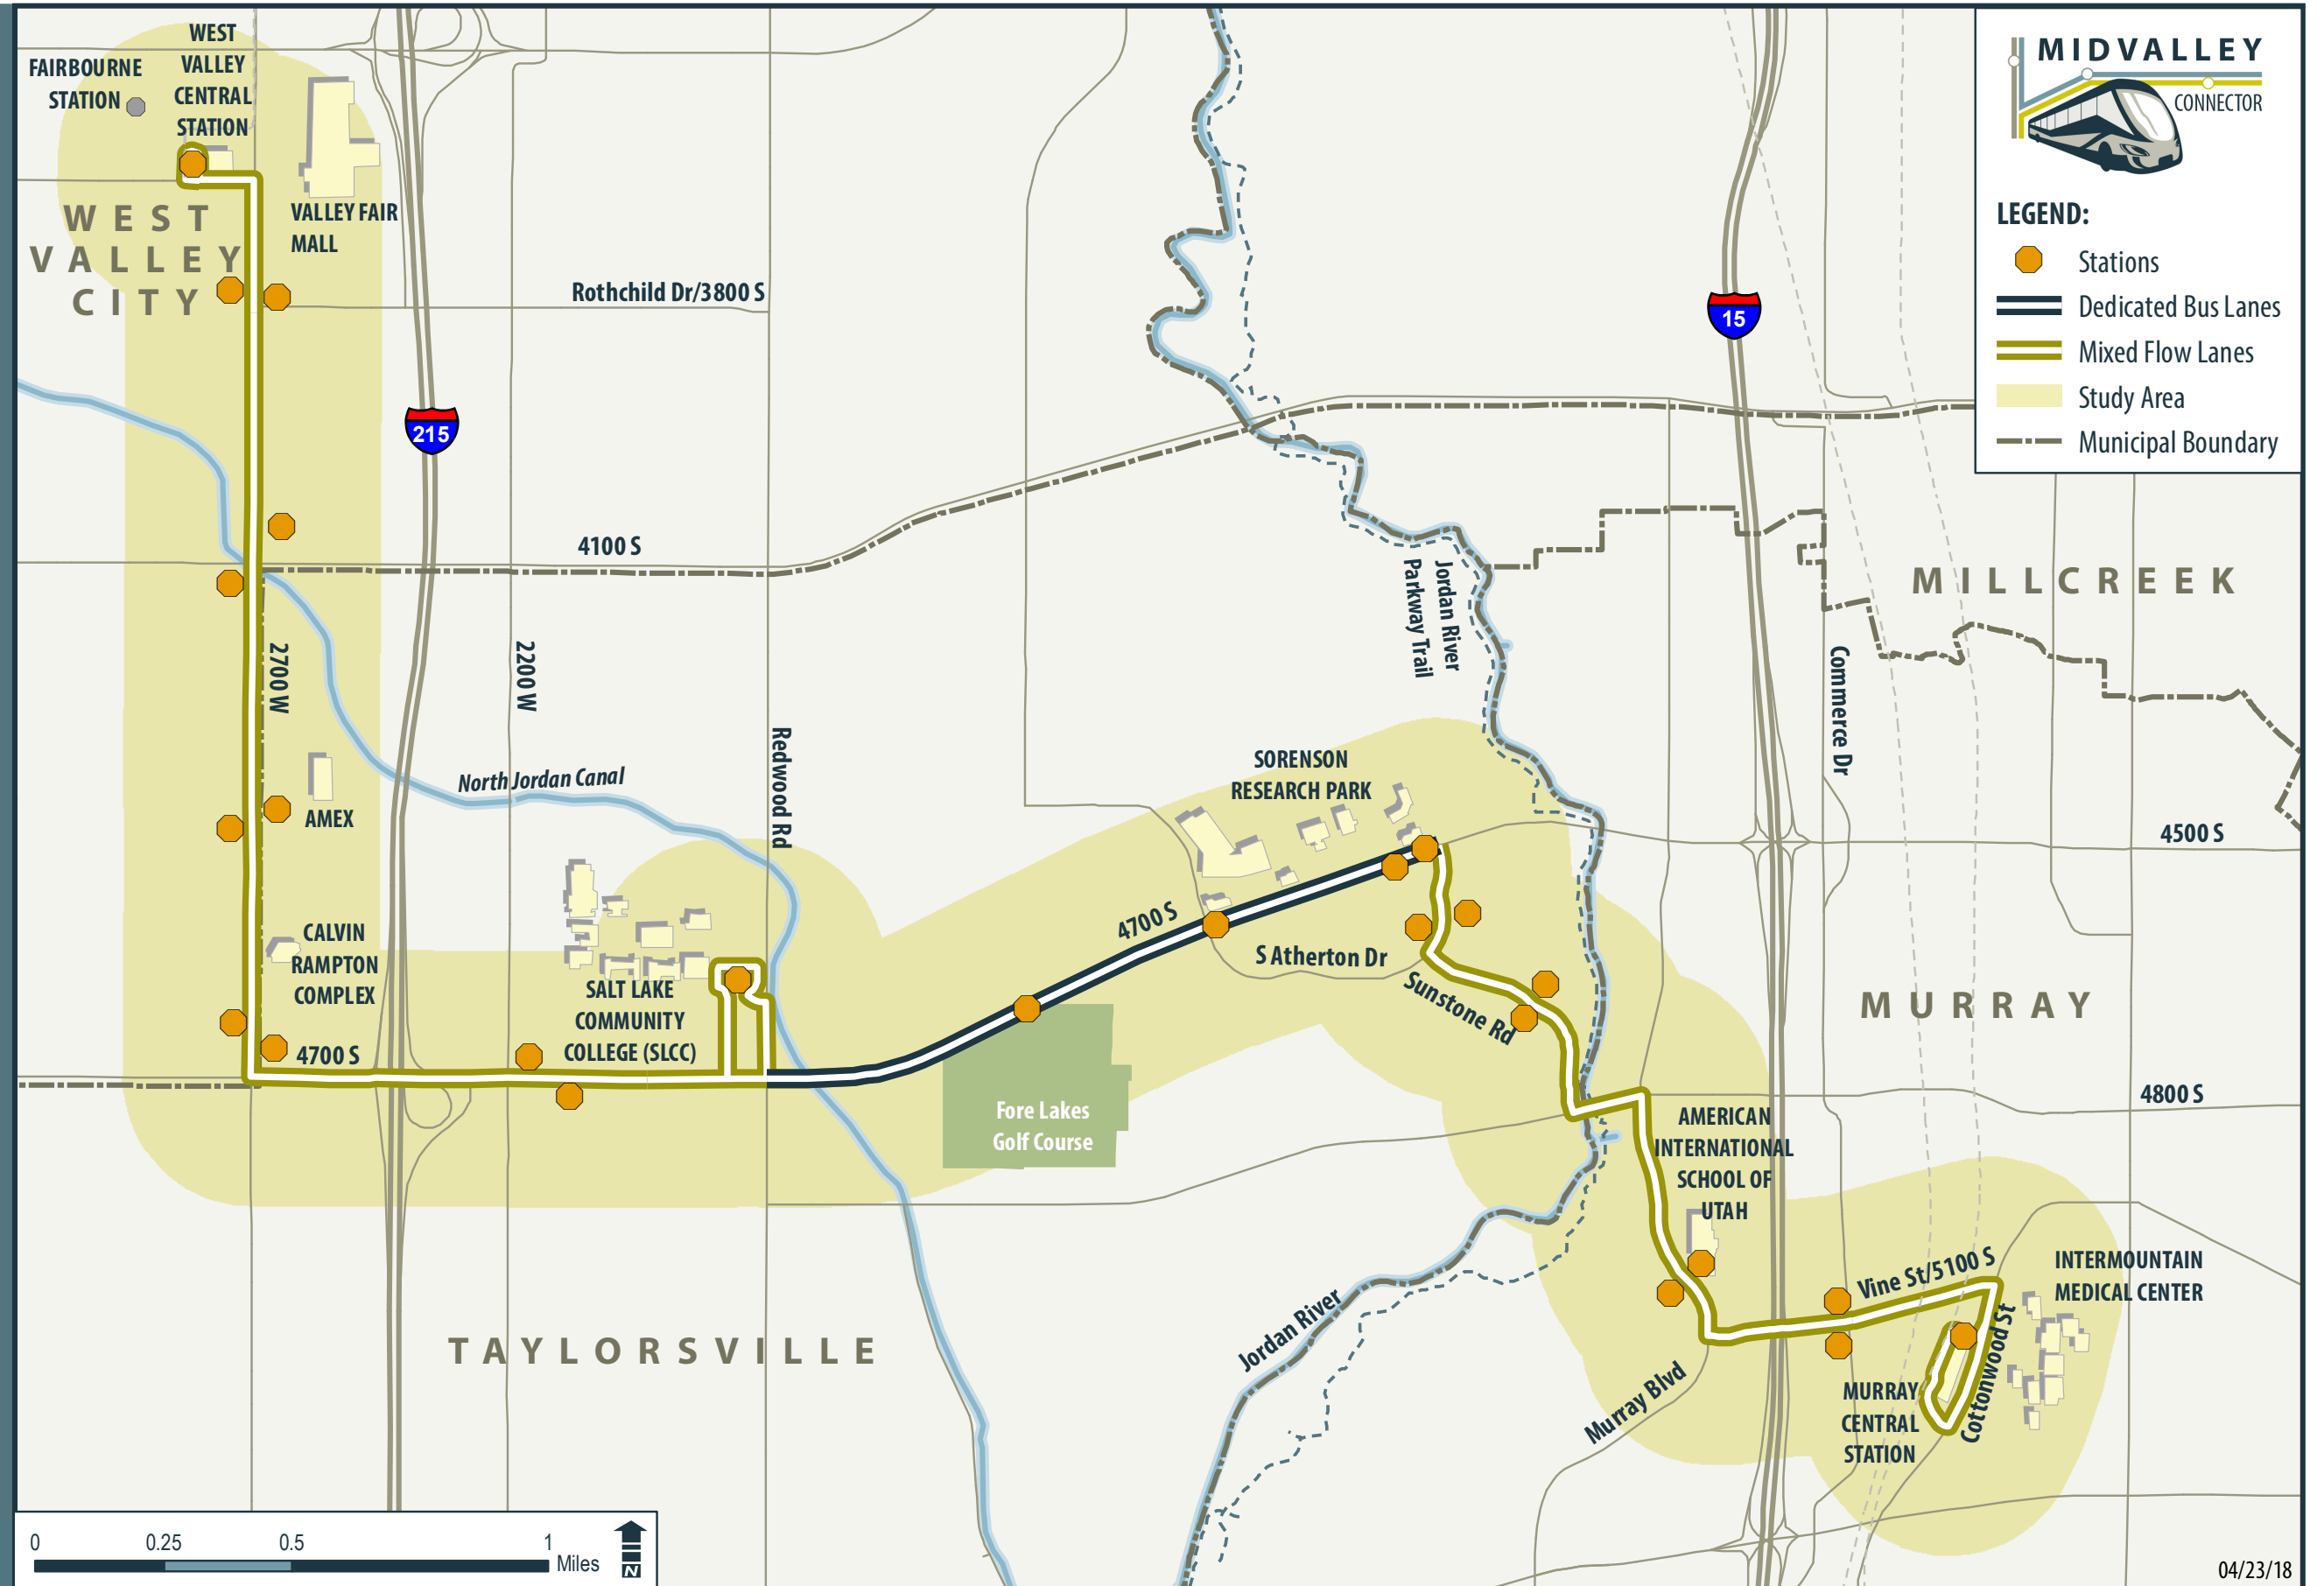 WEST
VALLEY
CENTRAL
STATION
FAIRBOURNE
STATION
VALLEY FAIR
MALL
WEST
VALLEY
CITY
Rothchild Dr/3800 S
215
15
MIDVALLEY
CONNECTOR
LEGEND:
Stations
Dedicated Bus Lanes
Mixed Flow Lanes
Study Area
Municipal Boundary
4100 S
2700 W
2200 W
Redwood Rd
North Jordan Canal
AMEX
CALVIN
RAMPTON
COMPLEX
4700 S
SALT LAKE
COMMUNITY
COLLEGE (SLCC)
Jordan River
Parkway Trail
MILLCREEK
Commerce Dr
SORENSON
RESEARCH PARK
4500 S
4700 S
S Atherton Dr
Sunstone Rd
MURRAY
Fore Lakes
Golf Course
4800 S
AMERICAN
INTERNATIONAL
SCHOOL OF
UTAH
Vine St/5100 S
INTERMOUNTAIN
MEDICAL CENTER
Cottonwood St
MURRAY
CENTRAL
STATION
Murray Blvd
Jordan River
TAYLORSVILLE
0 0.25 0.5 1
Miles
N
04/23/18